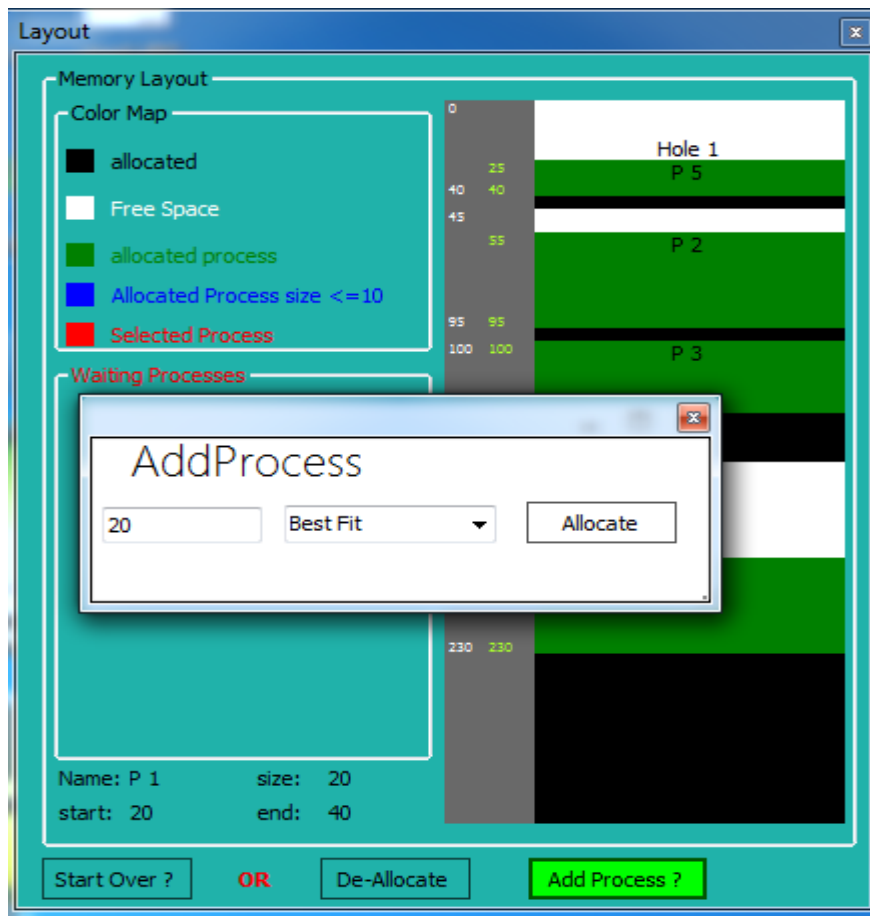 Layout
Memory Layout
Color Map
allocated
Free Space
allocated process
Allocated Process size <=10
Selected Process
Waiting Processes
0
25
40 40
45
55
95 95
100 100
230 230
Hole 1
P 5
P 2
P 3
AddProcess
20 Best Fit Allocate
Name: P 1 size: 20
start: 20 end: 40
Start Over ? OR De-Allocate Add Process ?